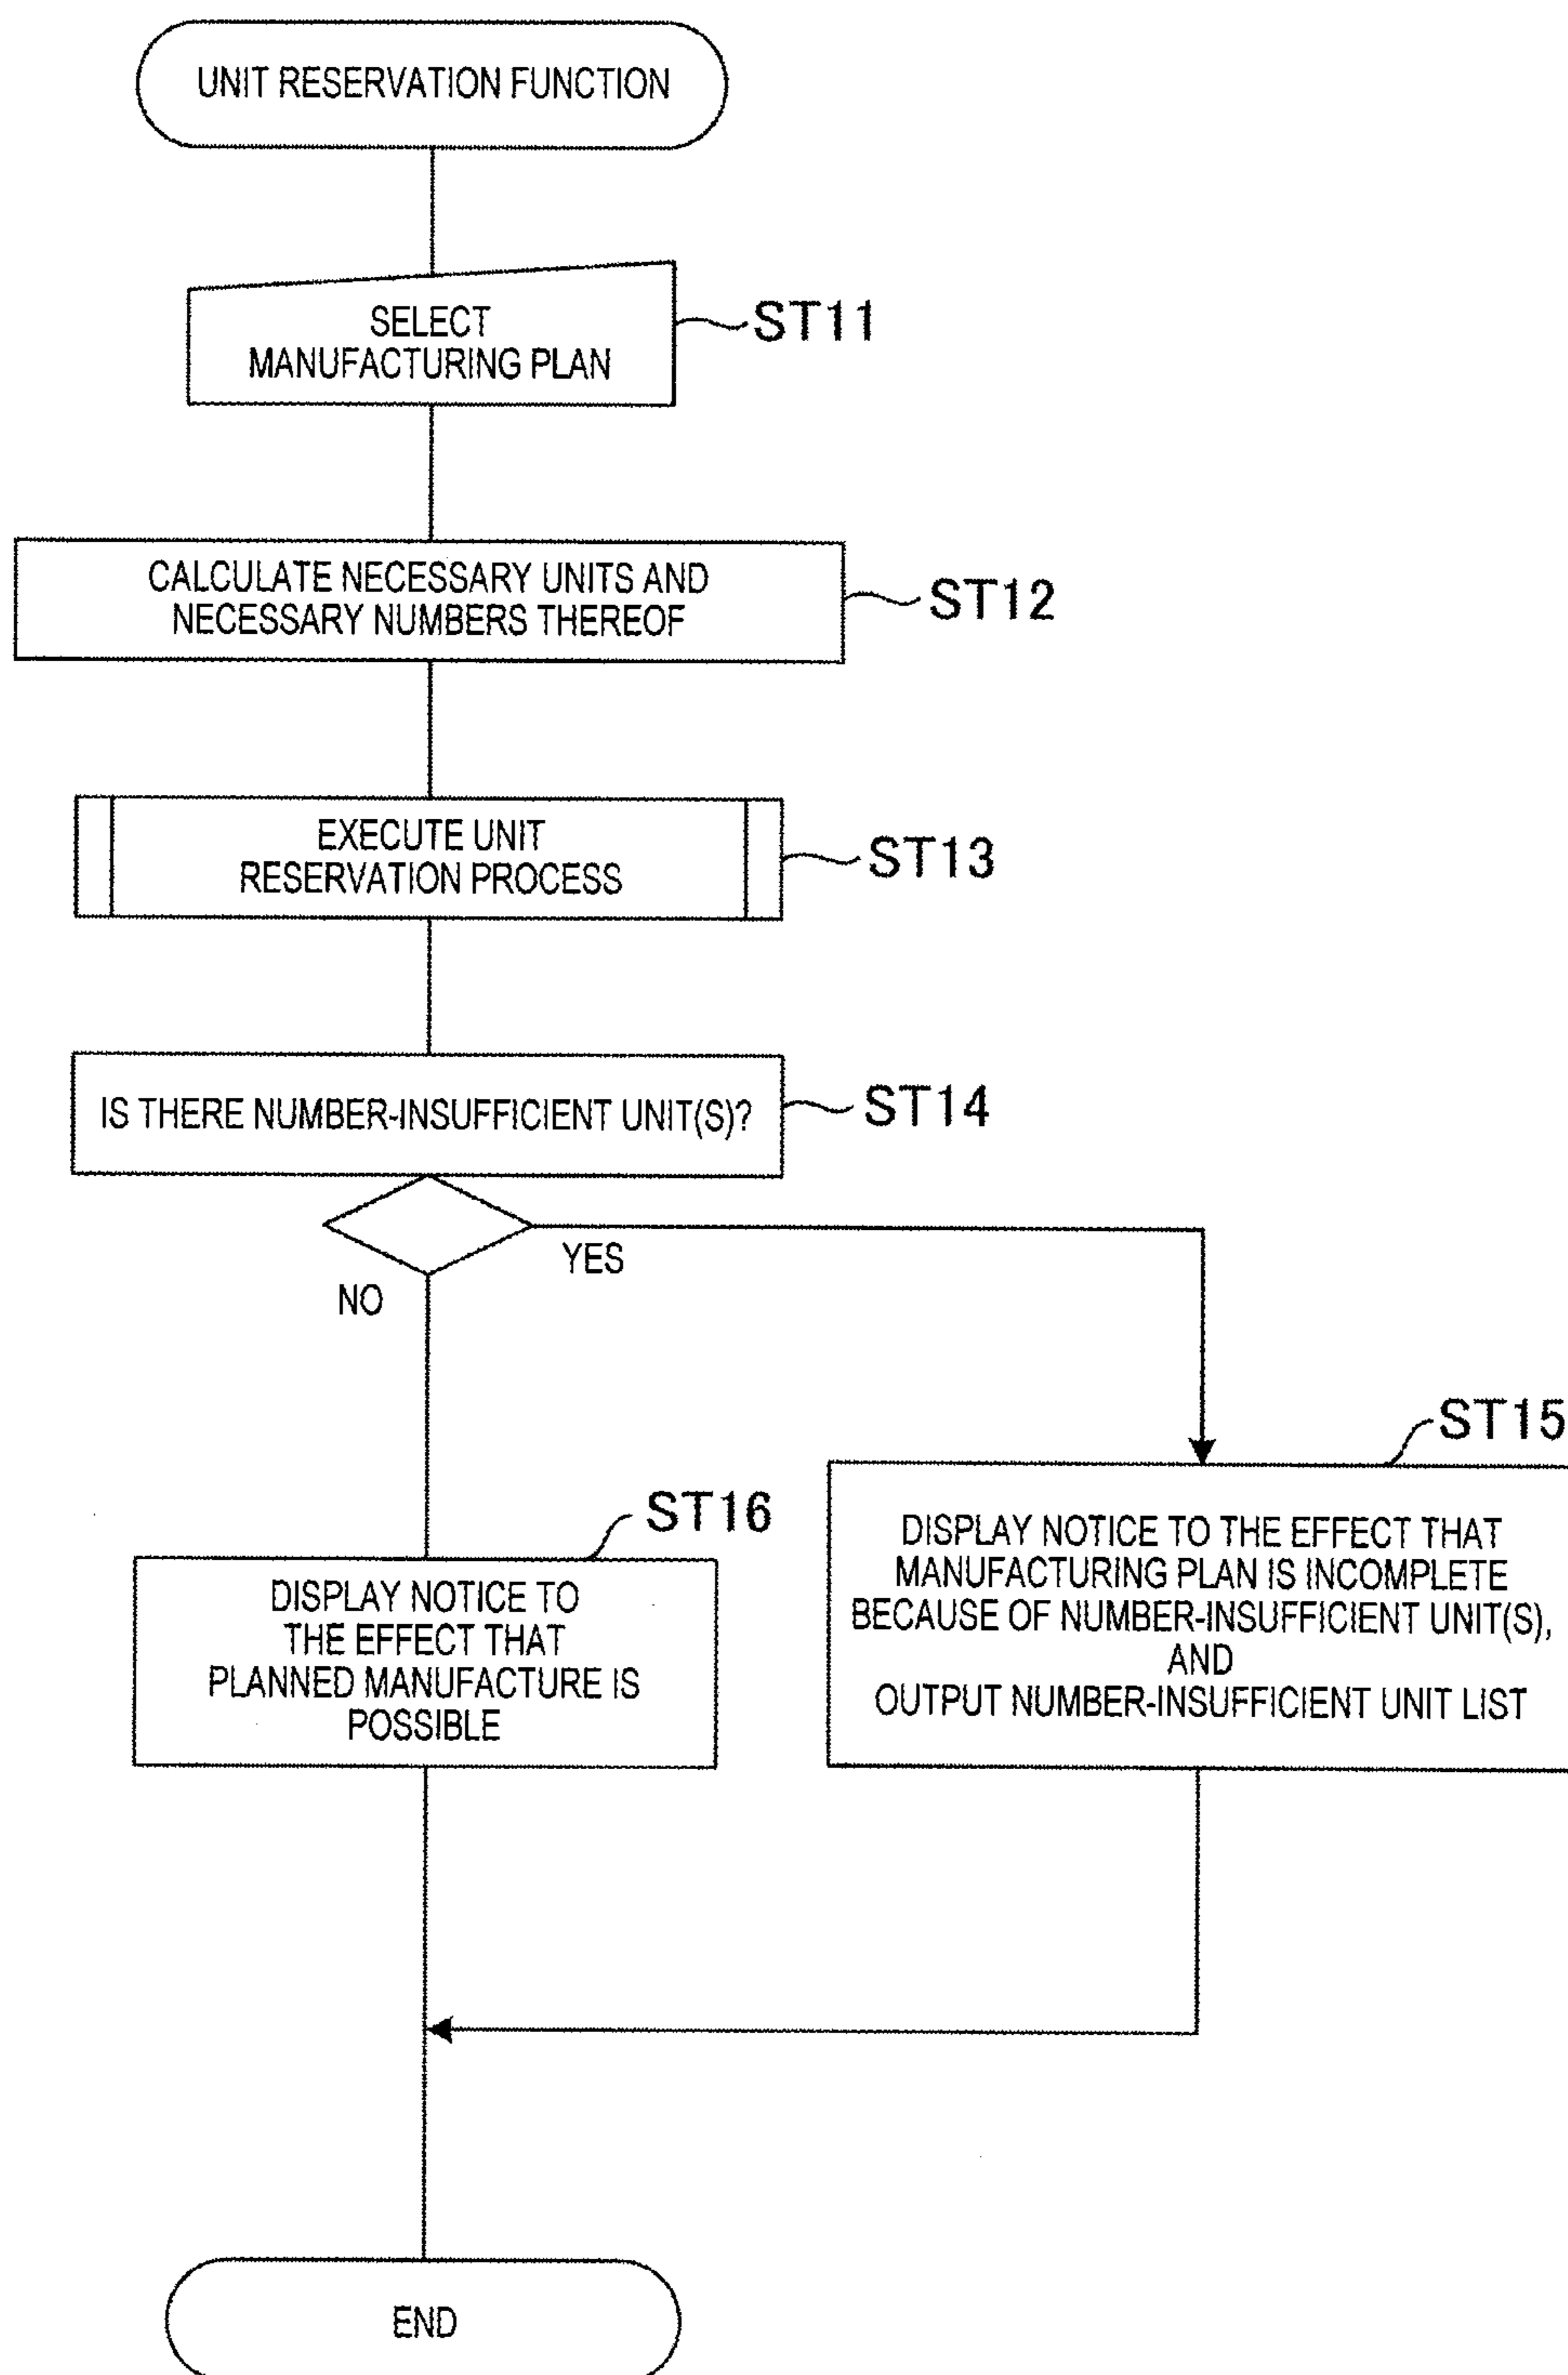 UNIT RESERVATION FUNCTION
SELECT
MANUFACTURING PLAN
ST11
CALCULATE NECESSARY UNITS AND
NECESSARY NUMBERS THEREOF
ST12
EXECUTE UNIT
RESERVATION PROCESS
ST13
IS THERE NUMBER-INSUFFICIENT UNIT(S)?
ST14
YES
NO
ST15
DISPLAY NOTICE TO THE EFFECT THAT
MANUFACTURING PLAN IS INCOMPLETE
BECAUSE OF NUMBER-INSUFFICIENT UNIT(S),
AND
OUTPUT NUMBER-INSUFFICIENT UNIT LIST
ST16
DISPLAY NOTICE TO
THE EFFECT THAT
PLANNED MANUFACTURE IS
POSSIBLE
END